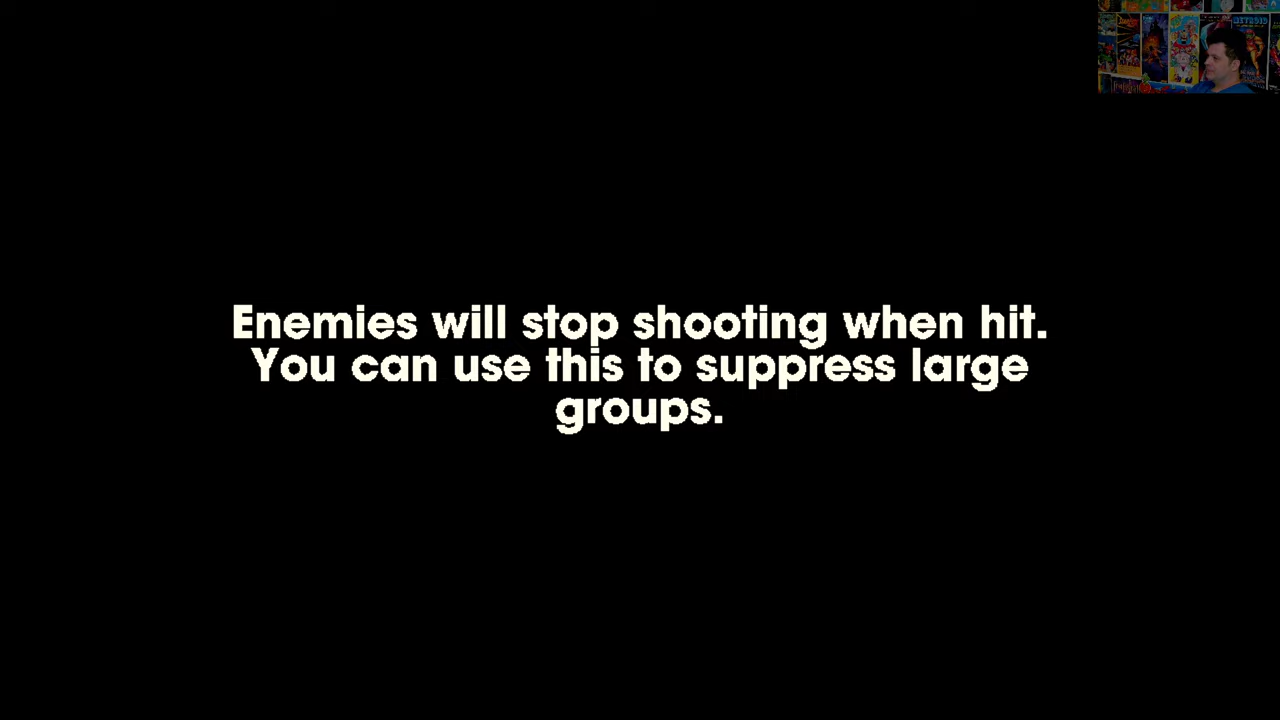 Enemies will stop shooting when hit.
You can use this to suppress large
groups.